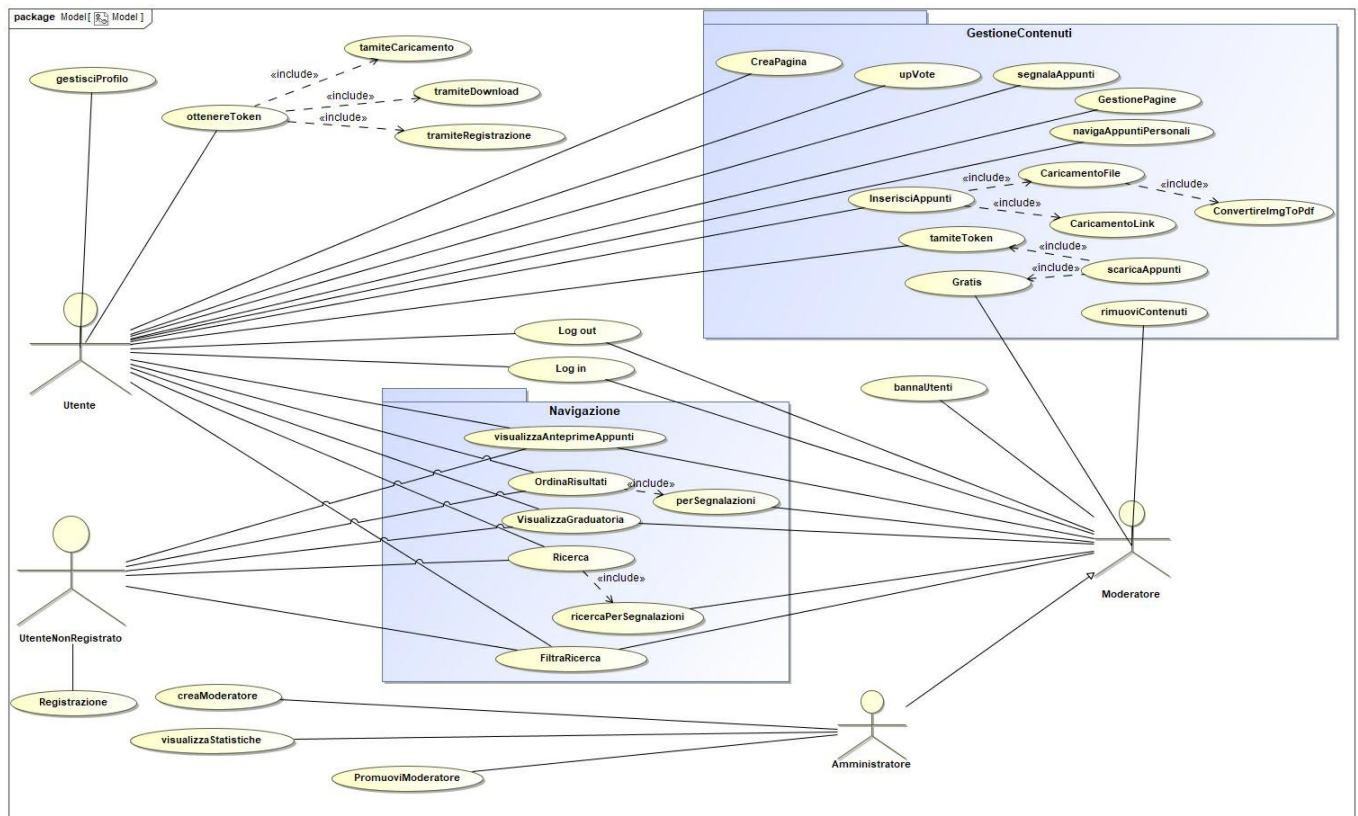 package Model [ Model ]
GestioneContenuti
tamiteCaricamento
CreaPagina
upVote
segnalaAppunti
gestisciProfilo
«include»
tramiteDownload
GestionePagine
ottenereToken
«include»
«include»
tramiteRegistrazione
navigaAppuntiPersonali
«include»
CaricamentoFile
«include»
InserisciAppunti
«include»
ConvertireImgToPdf
CaricamentoLink
tamiteToken
«include»
«include»
scaricaAppunti
Gratis
rimuoviContenuti
Log out
Log in
bannaUtenti
Utente
Navigazione
visualizzaAnteprimeAppunti
OrdinaRisultati
«include»
perSegnalazioni
VisualizzaGraduatoria
Ricerca
«include»
Moderatore
ricercaPerSegnalazioni
UtenteNonRegistrato
FiltraRicerca
Registrazione
creaModeratore
visualizzaStatistiche
Amministratore
PromuoviModeratore